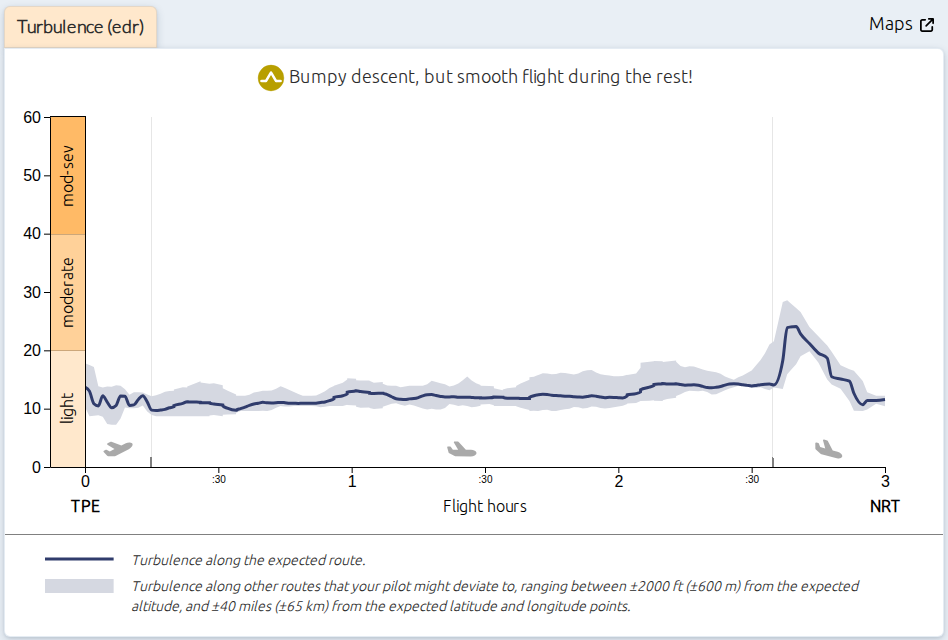 Turbulence (edr)
Maps
Bumpy descent, but smooth flight during the rest!
60
50
40
30
20
10
0
mod-sev
moderate
light
0
:30
1
:30
2
:30
3
TPE
Flight hours
NRT
Turbulence along the expected route.
Turbulence along other routes that your pilot might deviate to, ranging between ±2000 ft (±600 m) from the expected
altitude, and ±40 miles (±65 km) from the expected latitude and longitude points.